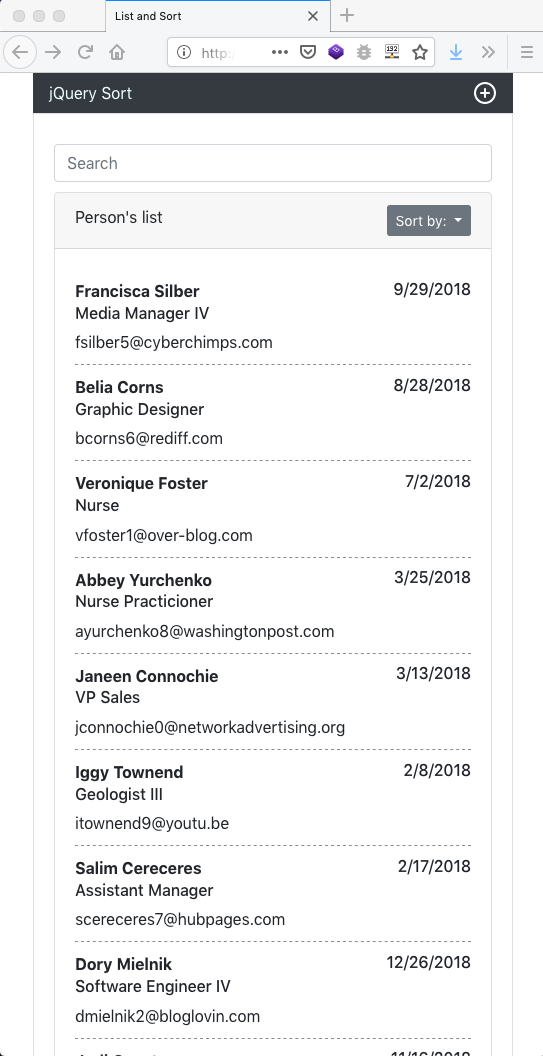 List and Sort
http:
jQuery Sort
Search
Person's list
Sort by:
Francisca Silber 9/29/2018
Media Manager IV
fsilber5@cyberchimps.com
Belia Corns 8/28/2018
Graphic Designer
bcorns6@rediff.com
Veronique Foster 7/2/2018
Nurse
vfoster1@over-blog.com
Abbey Yurchenko 3/25/2018
Nurse Practicioner
ayurchenko8@washingtonpost.com
Janeen Connochie 3/13/2018
VP Sales
jconnochie0@networkadvertising.org
Iggy Townend 2/8/2018
Geologist III
itownend9@youtu.be
Salim Cereceres 2/17/2018
Assistant Manager
scereceres7@hubpages.com
Dory Mielnik 12/26/2018
Software Engineer IV
dmielnik2@bloglovin.com